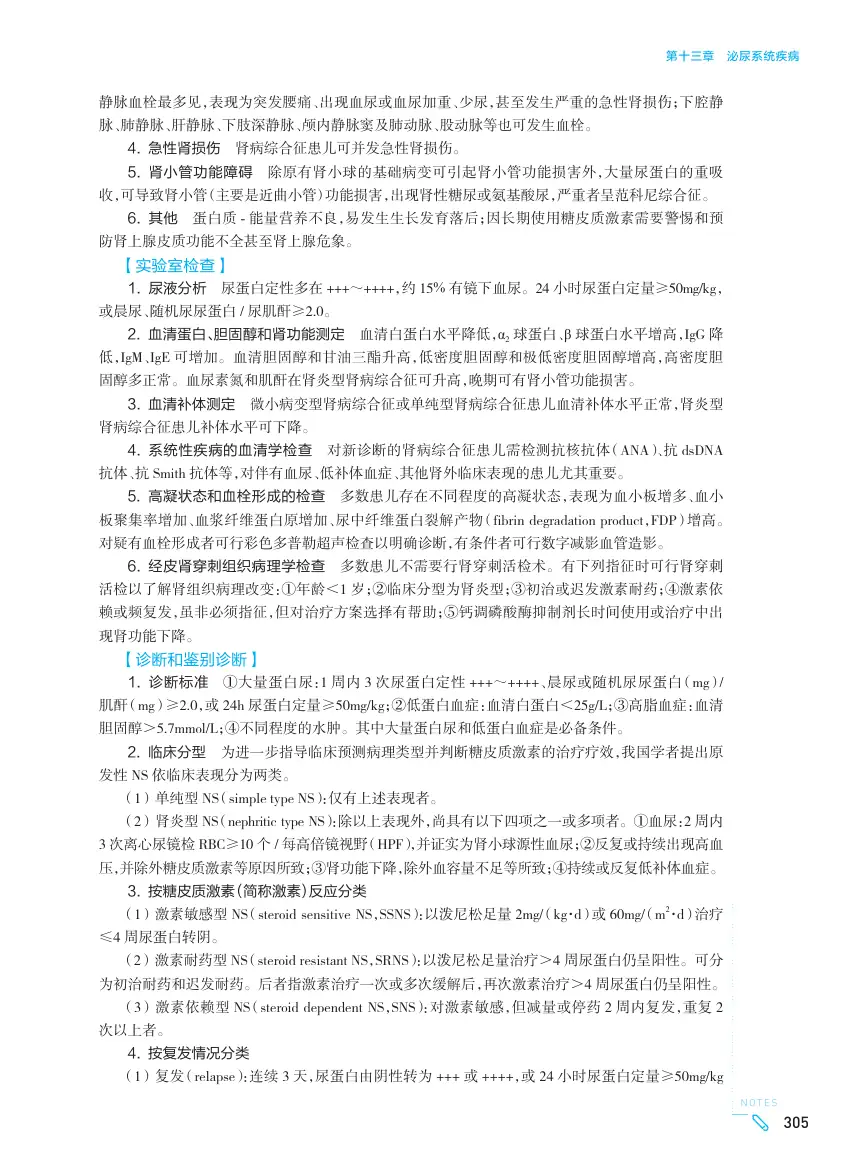 第十三章 泌尿系统疾病
静脉血栓最多见,表现为突发腰痛、出现血尿或血尿加重、少尿,甚至发生严重的急性肾损伤;下腔静
脉、肺静脉、肝静脉、下肢深静脉、颅内静脉窦及肺动脉、股动脉等也可发生血栓。
4. 急性肾损伤 肾病综合征患儿可并发急性肾损伤。
5. 肾小管功能障碍 除原有肾小球的基础病变可引起肾小管功能损害外,大量尿蛋白的重吸
收,可导致肾小管(主要是近曲小管)功能损害,出现肾性糖尿或氨基酸尿,严重者呈范科尼综合征。
6. 其他 蛋白质 - 能量营养不良,易发生生长发育落后;因长期使用糖皮质激素需要警惕和预
防肾上腺皮质功能不全甚至肾上腺危象。
【实验室检查】
1. 尿液分析 尿蛋白定性多在 +++～++++,约 15% 有镜下血尿。24 小时尿蛋白定量≥50mg/kg,
或晨尿、随机尿尿蛋白 / 尿肌酐≥2.0。
2. 血清蛋白、胆固醇和肾功能测定 血清白蛋白水平降低,α₂ 球蛋白、β 球蛋白水平增高,IgG 降
低,IgM、IgE 可增加。血清胆固醇和甘油三酯升高,低密度胆固醇和极低密度胆固醇增高,高密度胆
固醇多正常。血尿素氮和肌酐在肾炎型肾病综合征可升高,晚期可有肾小管功能损害。
3. 血清补体测定 微小病变型肾病综合征或单纯型肾病综合征患儿血清补体水平正常,肾炎型
肾病综合征患儿补体水平可下降。
4. 系统性疾病的血清学检查 对新诊断的肾病综合征患儿需检测抗核抗体(ANA)、抗 dsDNA
抗体、抗 Smith 抗体等,对伴有血尿、低补体血症、其他肾外临床表现的患儿尤其重要。
5. 高凝状态和血栓形成的检查 多数患儿存在不同程度的高凝状态,表现为血小板增多、血小
板聚集率增加、血浆纤维蛋白原增加、尿中纤维蛋白裂解产物(fibrin degradation product,FDP)增高。
对疑有血栓形成者可行彩色多普勒超声检查以明确诊断,有条件者可行数字减影血管造影。
6. 经皮肾穿刺组织病理学检查 多数患儿不需要行肾穿刺活检术。有下列指征时可行肾穿刺
活检以了解肾组织病理改变:①年龄<1 岁;②临床分型为肾炎型;③初治或迟发激素耐药;④激素依
赖或频复发,虽非必须指征,但对治疗方案选择有帮助;⑤钙调磷酸酶抑制剂长时间使用或治疗中出
现肾功能下降。
【诊断和鉴别诊断】
1. 诊断标准 ①大量蛋白尿:1 周内 3 次尿蛋白定性 +++～++++、晨尿或随机尿尿蛋白(mg)/
肌酐(mg)≥2.0,或 24h 尿蛋白定量≥50mg/kg;②低蛋白血症:血清白蛋白<25g/L;③高脂血症:血清
胆固醇>5.7mmol/L;④不同程度的水肿。其中大量蛋白尿和低蛋白血症是必备条件。
2. 临床分型 为进一步指导临床预测病理类型并判断糖皮质激素的治疗疗效,我国学者提出原
发性 NS 依临床表现分为两类。
(1)单纯型 NS(simple type NS):仅有上述表现者。
(2)肾炎型 NS(nephritic type NS):除以上表现外,尚具有以下四项之一或多项者。①血尿:2 周内
3 次离心尿镜检 RBC≥10 个 / 每高倍镜视野(HPF),并证实为肾小球源性血尿;②反复或持续出现高血
压,并除外糖皮质激素等原因所致;③肾功能下降,除外血容量不足等所致;④持续或反复低补体血症。
3. 按糖皮质激素(简称激素)反应分类
(1)激素敏感型 NS(steroid sensitive NS,SSNS):以泼尼松足量 2mg/(kg·d)或 60mg/(m²·d)治疗
≤4 周尿蛋白转阴。
(2)激素耐药型 NS(steroid resistant NS,SRNS):以泼尼松足量治疗>4 周尿蛋白仍呈阳性。可分
为初治耐药和迟发耐药。后者指激素治疗一次或多次缓解后,再次激素治疗>4 周尿蛋白仍呈阳性。
(3)激素依赖型 NS(steroid dependent NS,SNS):对激素敏感,但减量或停药 2 周内复发,重复 2
次以上者。
4. 按复发情况分类
(1)复发(relapse):连续 3 天,尿蛋白由阴性转为 +++ 或 ++++,或 24 小时尿蛋白定量≥50mg/kg
NOTES
305